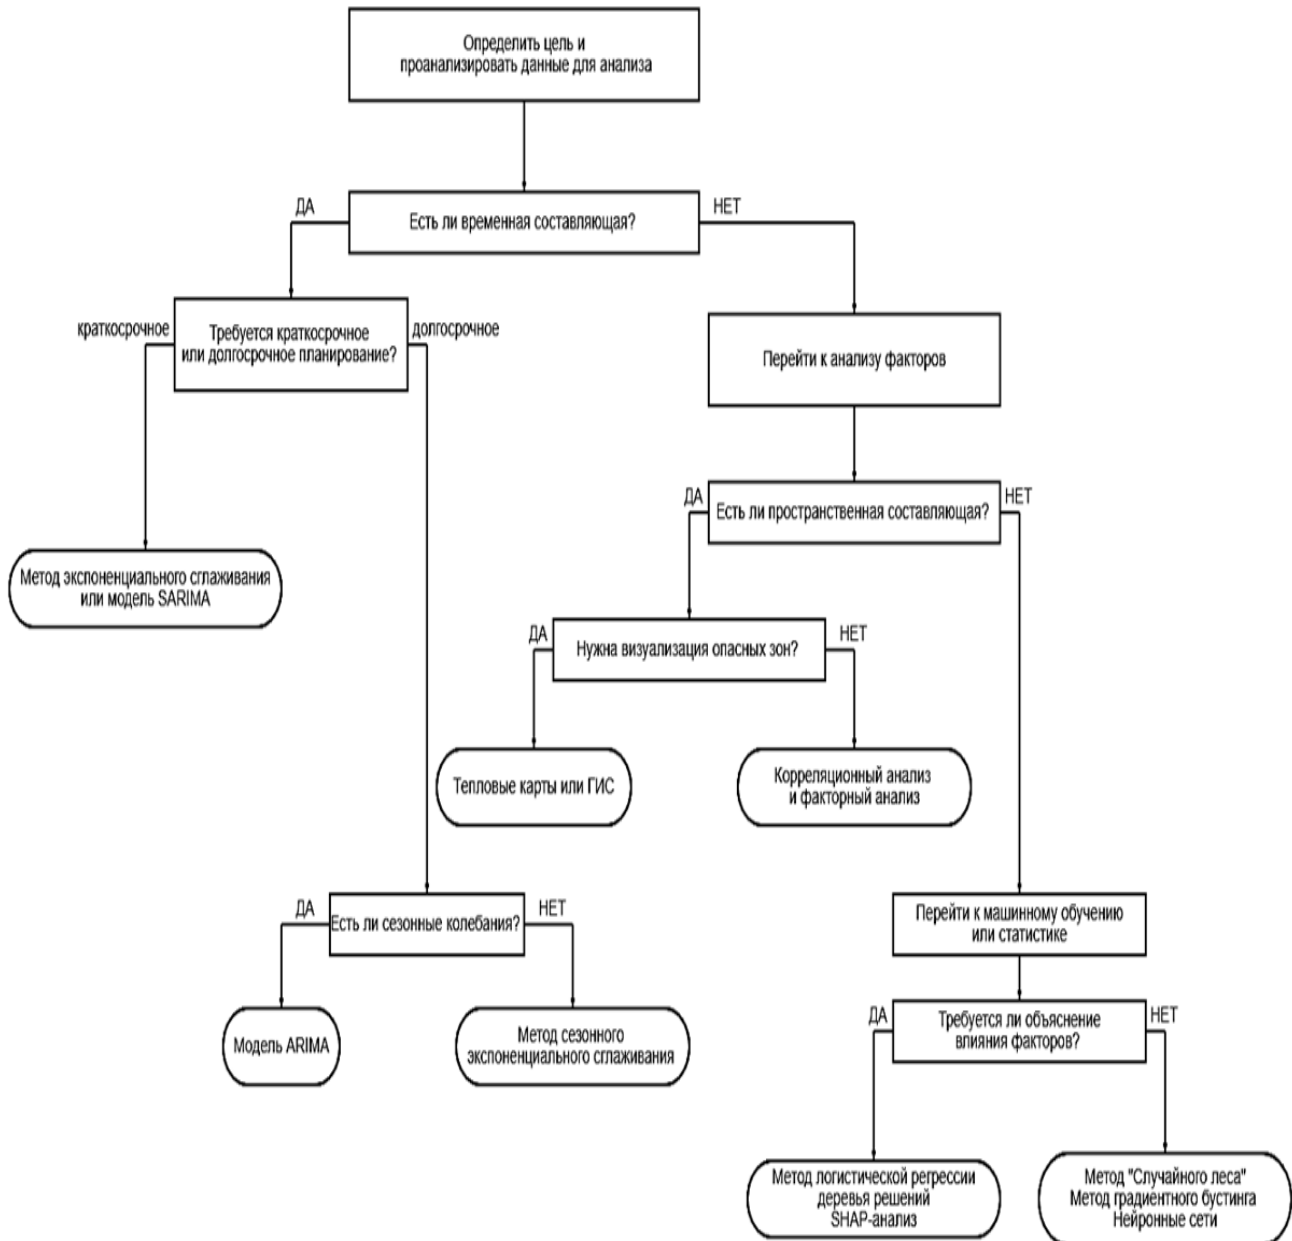 Определить цель и
проанализировать данные для анализа
ДА
Есть ли временная составляющая?
НЕТ
краткосрочное
Требуется краткосрочное
или долгосрочное планирование?
долгосрочное
Перейти к анализу факторов
ДА
Есть ли пространственная составляющая?
НЕТ
Метод экспоненциального сглаживания
или модель SARIMA
ДА
Нужна визуализация опасных зон?
НЕТ
Тепловые карты или ГИС
Корреляционный анализ
и факторный анализ
ДА
Есть ли сезонные колебания?
НЕТ
Перейти к машинному обучению
или статистике
Модель ARIMA
Метод сезонного
экспоненциального сглаживания
ДА
Требуется ли объяснение
влияния факторов?
НЕТ
Метод логистической регрессии
деревья решений
SHAP-анализ
Метод "Случайного леса"
Метод градиентного бустинга
Нейронные сети